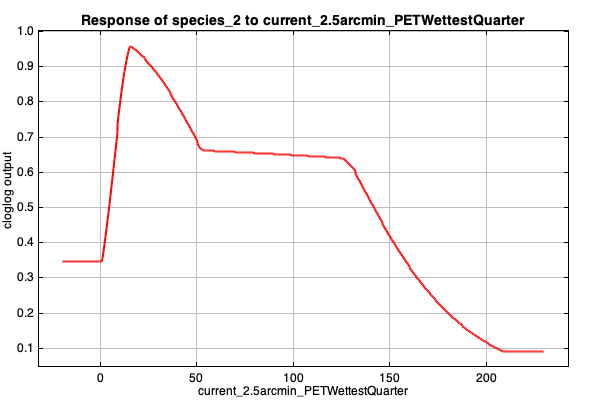 Response of species_2 to current_2.5arcmin_PETWettestQuarter
1.0
0.9
0.8
0.7
0.6
0.5
0.4
0.3
0.2
0.1
cloglog output
0 50 100 150 200
current_2.5arcmin_PETWettestQuarter